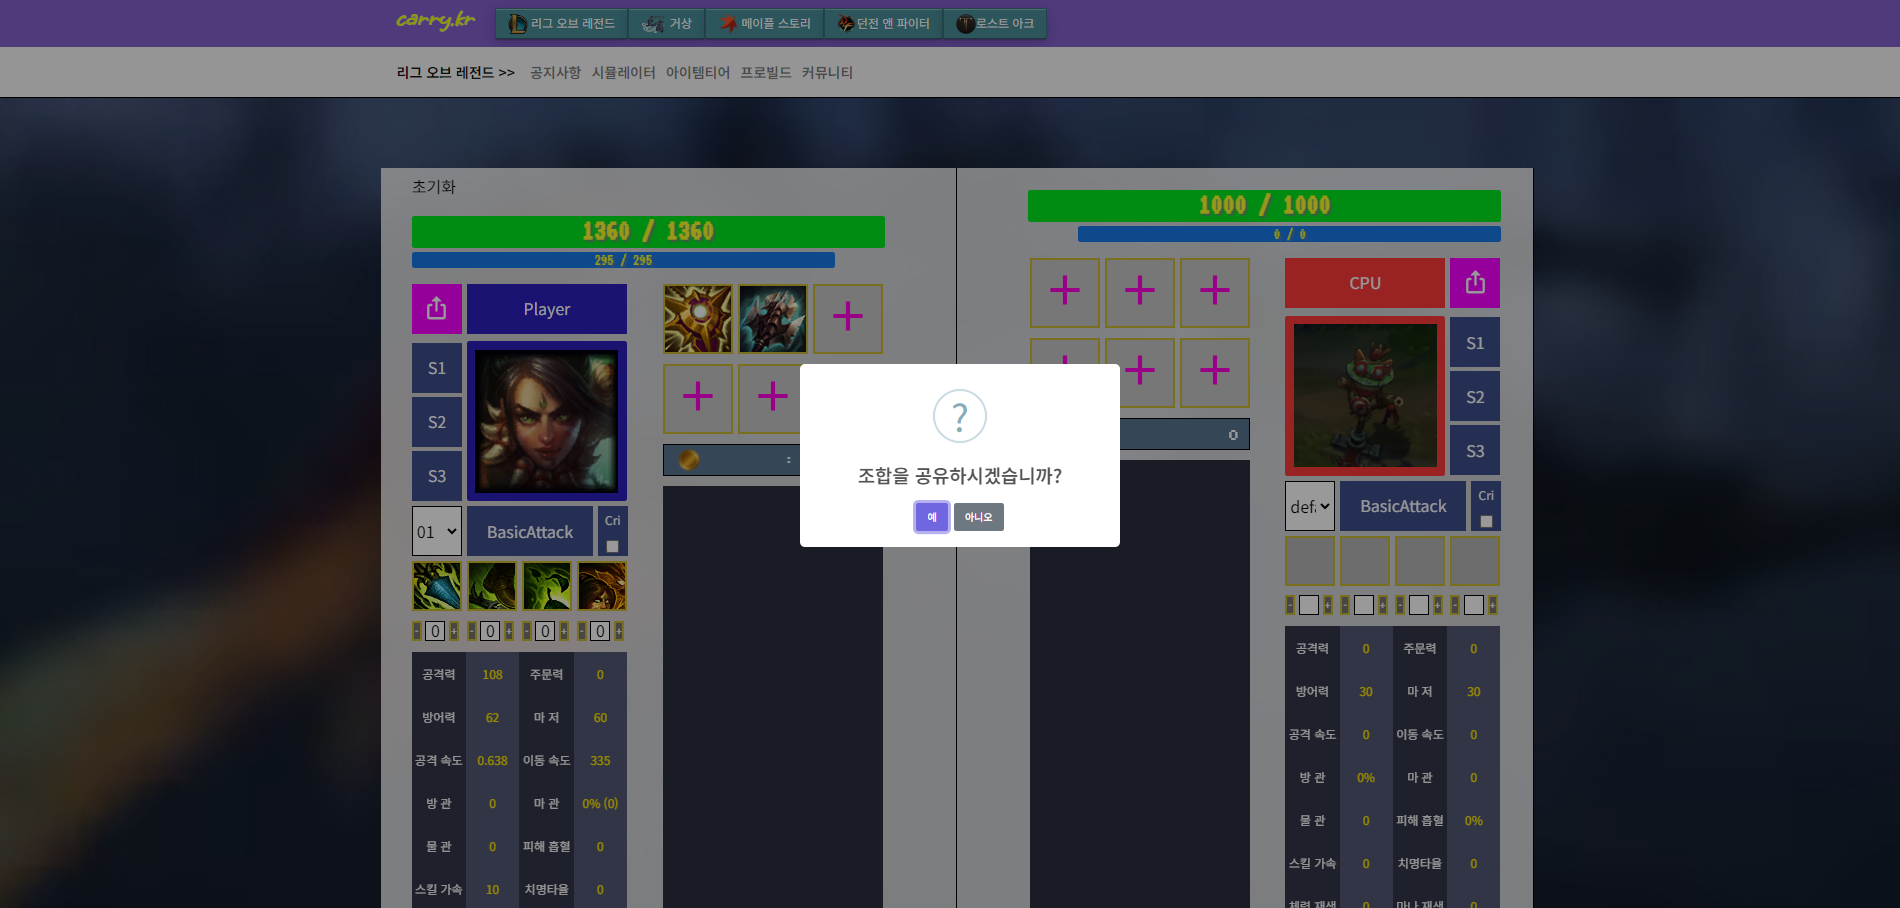 carry.kr
리그 오브 레전드
거상
메이플 스토리
던전 앤 파이터
로스트 아크
리그 오브 레전드 >>
공지사항
시뮬레이터
아이템티어
프로빌드
커뮤니티
초기화
1360 / 1360
295 / 295
Player
S1
S2
S3
01
BasicAttack
Cri
- 0 +
- 0 +
- 0 +
- 0 +
공격력 108 주문력 0
방어력 62 마 저 60
공격 속도 0.638 이동 속도 335
방 관 0 마 관 0% (0)
물 관 0 피해 흡혈 0
스킬 가속 10 치명타율 0
:
?
조합을 공유하시겠습니까?
예
아니오
1000 / 1000
0 / 0
0
CPU
S1
S2
S3
BasicAttack
Cri
- +
- +
- +
- +
공격력 0 주문력 0
방어력 30 마 저 30
공격 속도 0 이동 속도 0
방 관 0% 마 관 0
물 관 0 피해 흡혈 0%
스킬 가속 0 치명타율 0
체력 재생 0 마나 재생 0